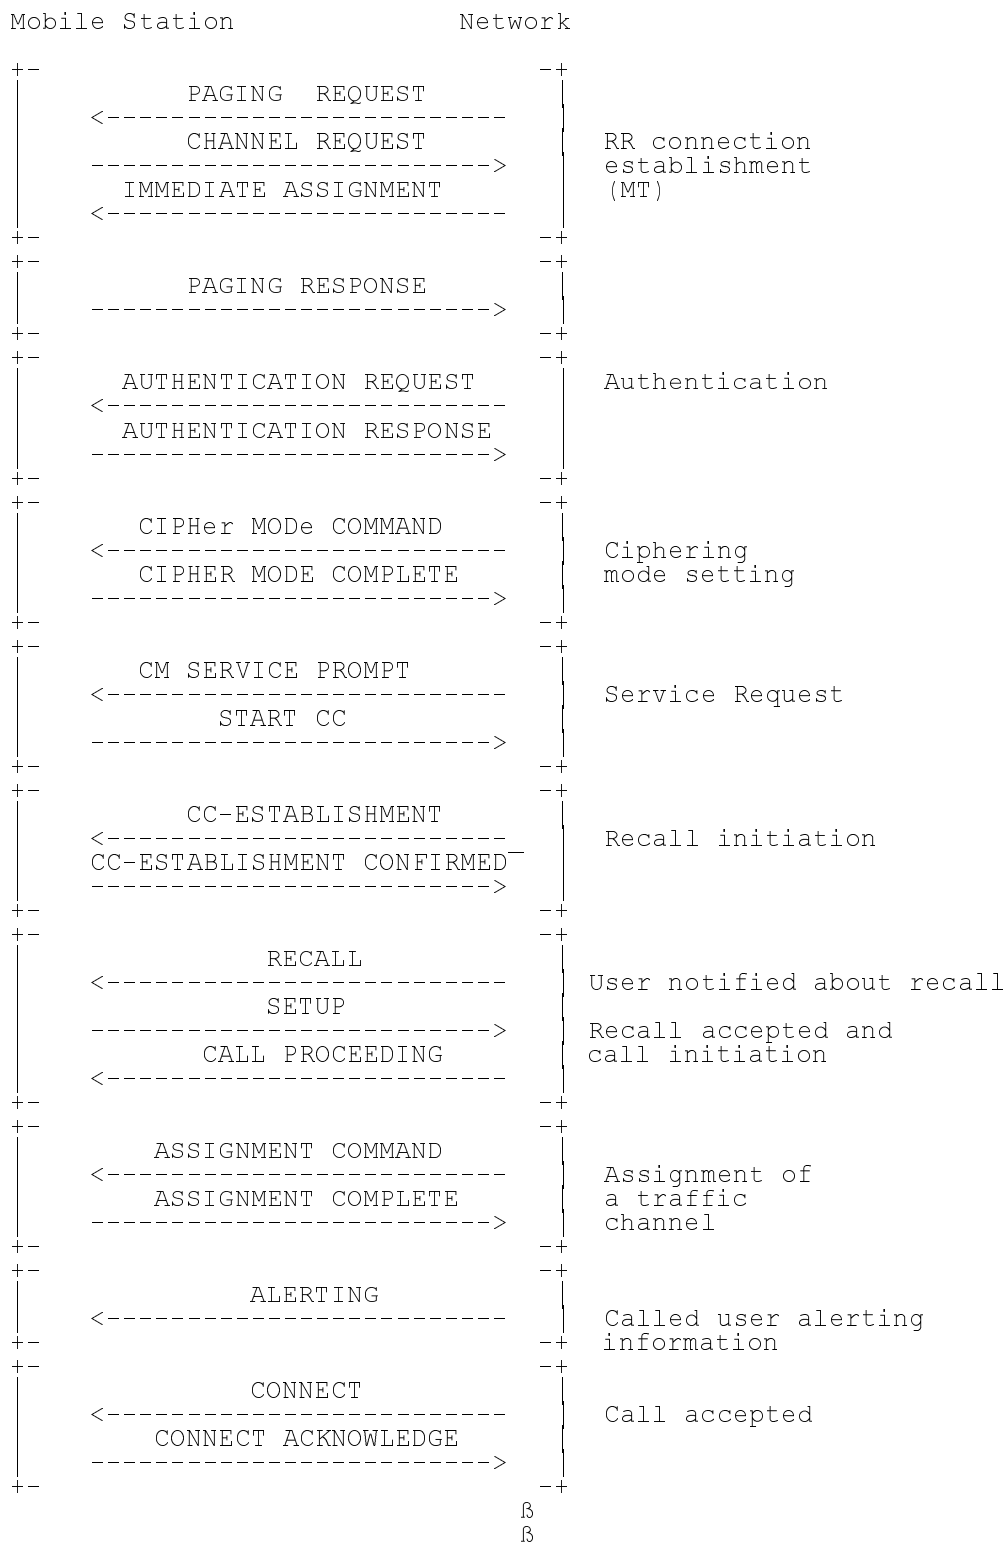 Mobile Station Network
PAGING REQUEST
CHANNEL REQUEST RR connection
establishment
IMMEDIATE ASSIGNMENT (MT)
PAGING RESPONSE
AUTHENTICATION REQUEST Authentication
AUTHENTICATION RESPONSE
CIPHer MODe COMMAND
Ciphering
CIPHER MODE COMPLETE mode setting
CM SERVICE PROMPT
Service Request
START CC
CC-ESTABLISHMENT
Recall initiation
CC-ESTABLISHMENT CONFIRMED
RECALL
User notified about recall
SETUP
Recall accepted and
CALL PROCEEDING call initiation
ASSIGNMENT COMMAND
Assignment of
ASSIGNMENT COMPLETE a traffic
channel
ALERTING
Called user alerting
information
CONNECT
Call accepted
CONNECT ACKNOWLEDGE
ß
ß